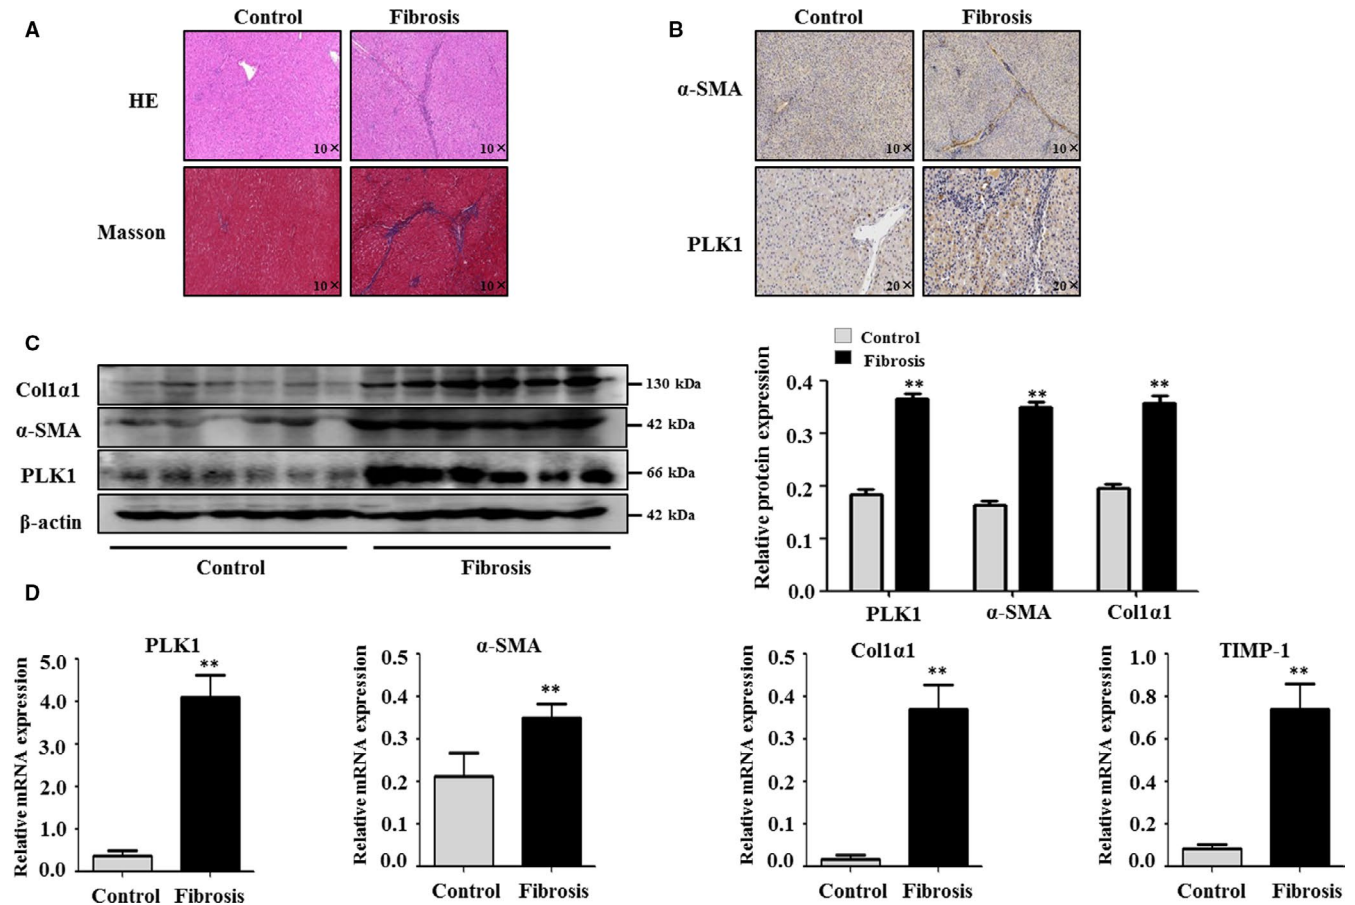 A
Control Fibrosis
HE
10×
10×
Masson
10×
10×
B
Control Fibrosis
α-SMA
10×
10×
PLK1
20×
20×
C
Col1α1
130 kDa
α-SMA
42 kDa
PLK1
66 kDa
β-actin
42 kDa
Control Fibrosis
Control
Fibrosis
Relative protein expression
0.4
0.3
0.2
0.1
0.0
**
**
**
PLK1 α-SMA Col1α1
D
PLK1
Relative mRNA expression
5.0
4.0
3.0
2.0
1.0
0.0
**
Control Fibrosis
α-SMA
Relative mRNA expression
0.5
0.4
0.3
0.2
0.1
0.0
**
Control Fibrosis
Col1α1
Relative mRNA expression
0.5
0.4
0.3
0.2
0.1
0.0
**
Control Fibrosis
TIMP-1
Relative mRNA expression
1.0
0.8
0.6
0.4
0.2
0.0
**
Control Fibrosis